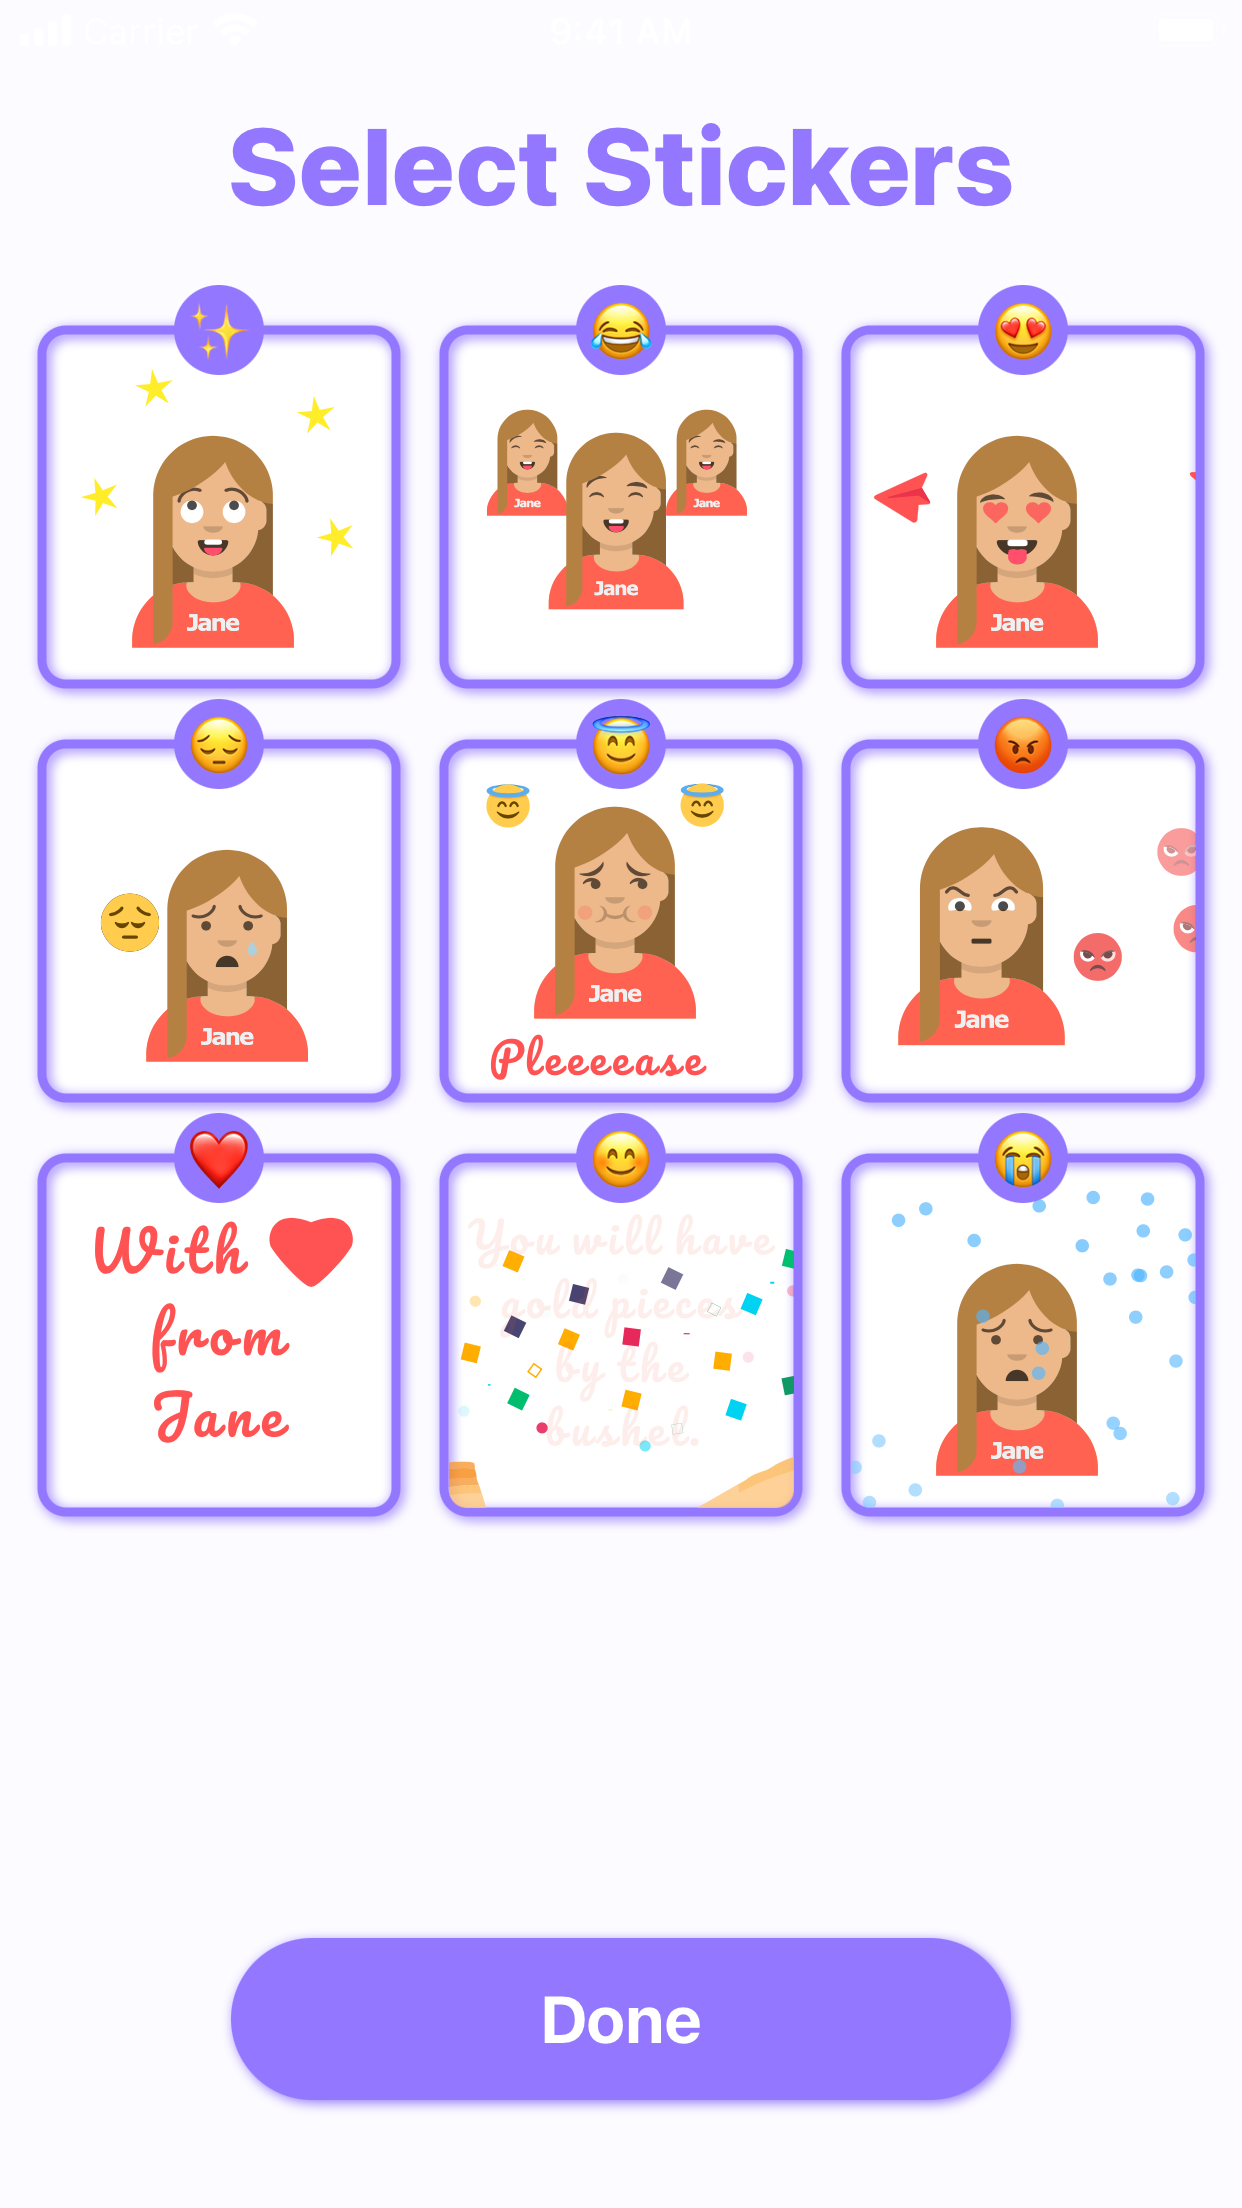 Carrier 9:41 AM
Select Stickers
Jane
Jane Jane
Jane
Jane
Jane
Jane
Jane
Pleeeease
With
from
Jane
You will have
gold pieces
by the
bushel.
Jane
Done